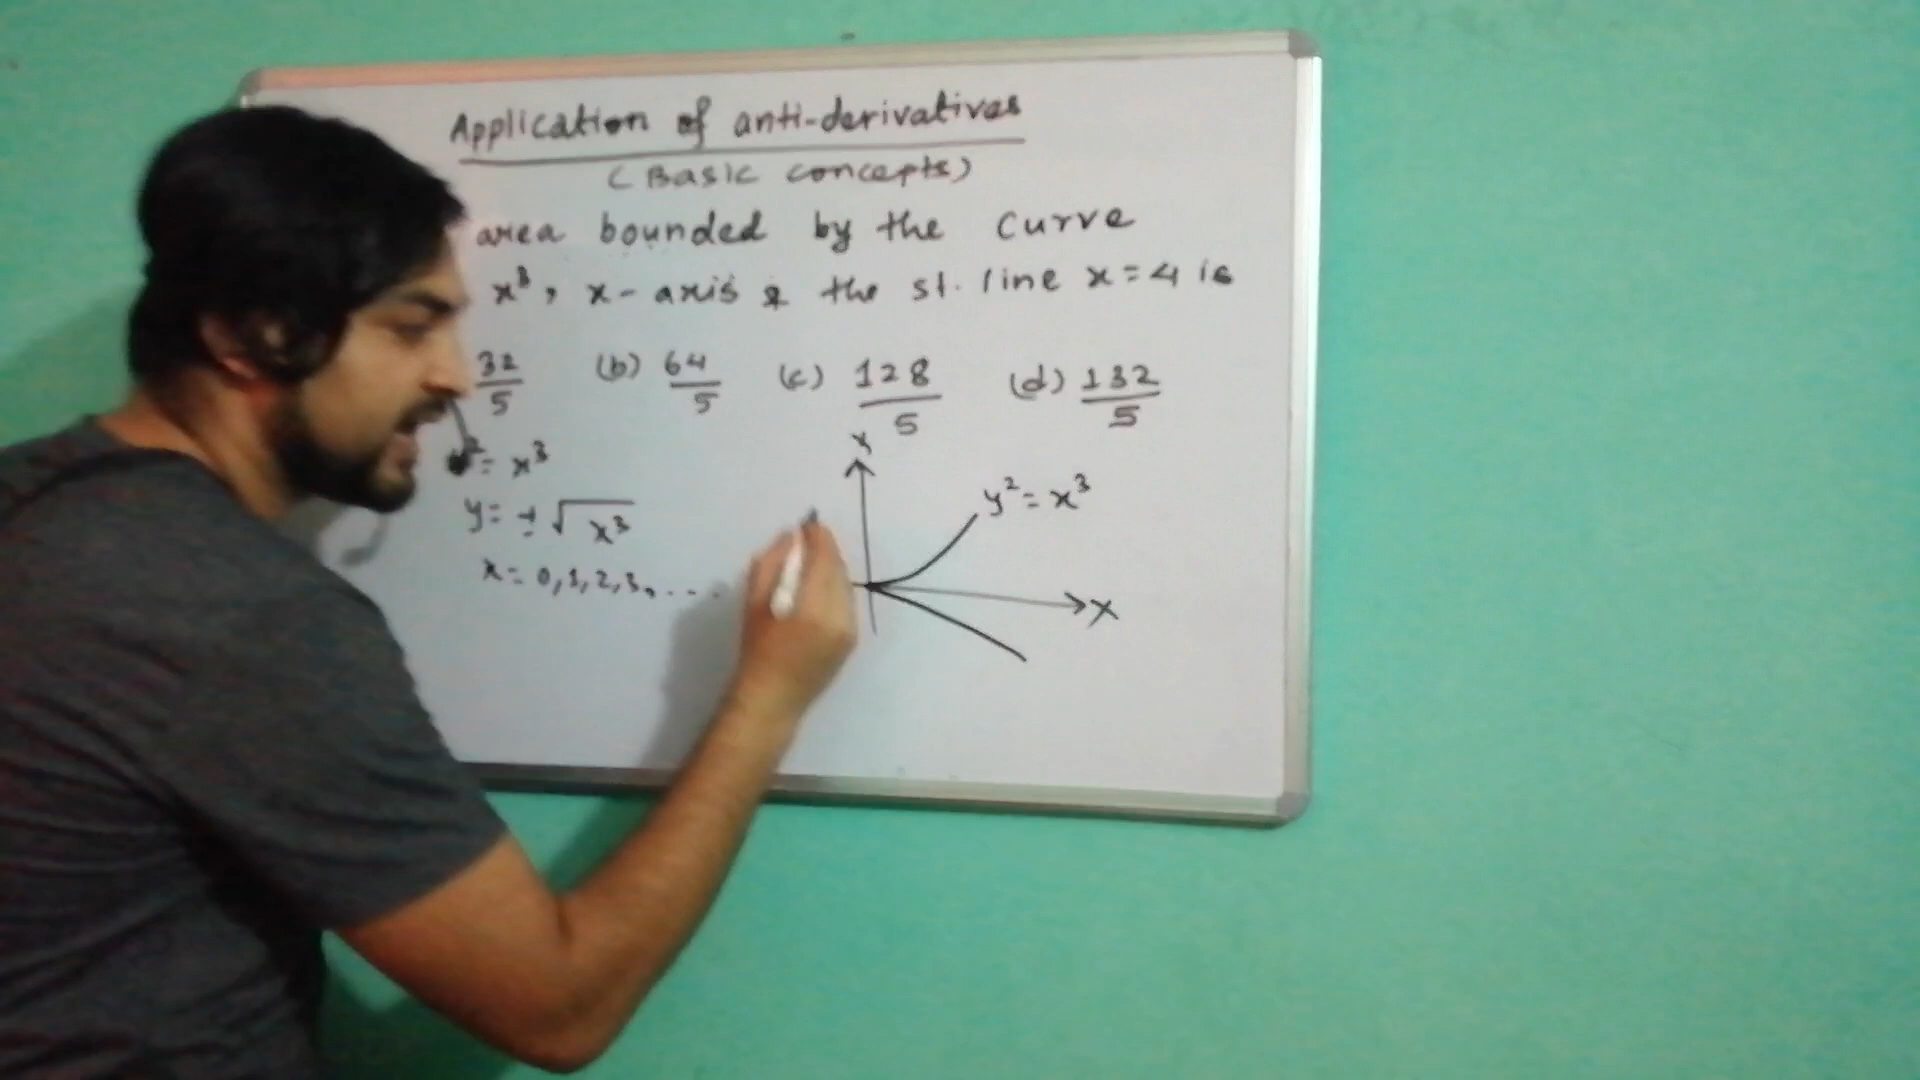 Application of anti-derivatives
(Basic concepts)
area bounded by the curve
x³, x-axis & the st. line x=4 is
32/5 (b) 64/5 (c) 128/5 (d) 132/5
²= x³
y= ±√x³
x= 0,1,2,3,....
y²= x³
X